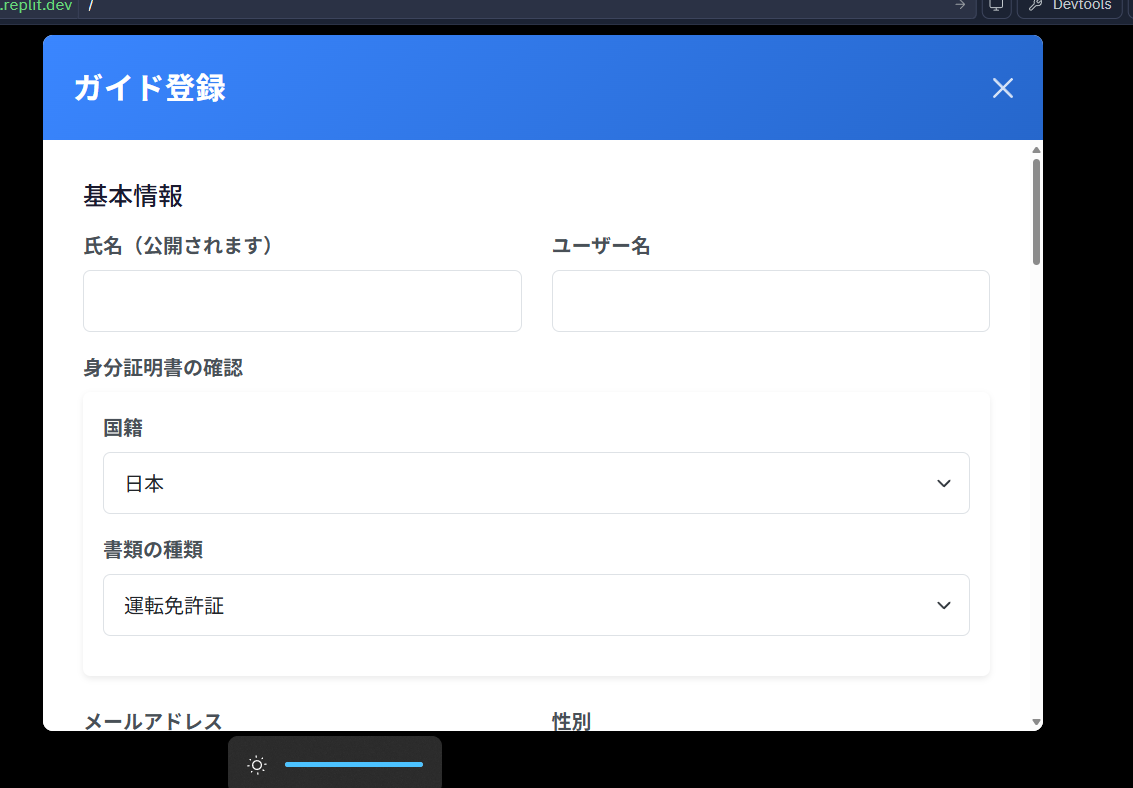 .replit.dev /
Devtools
ガイド登録
基本情報
氏名（公開されます）
ユーザー名
身分証明書の確認
国籍
日本
書類の種類
運転免許証
メールアドレス
性別